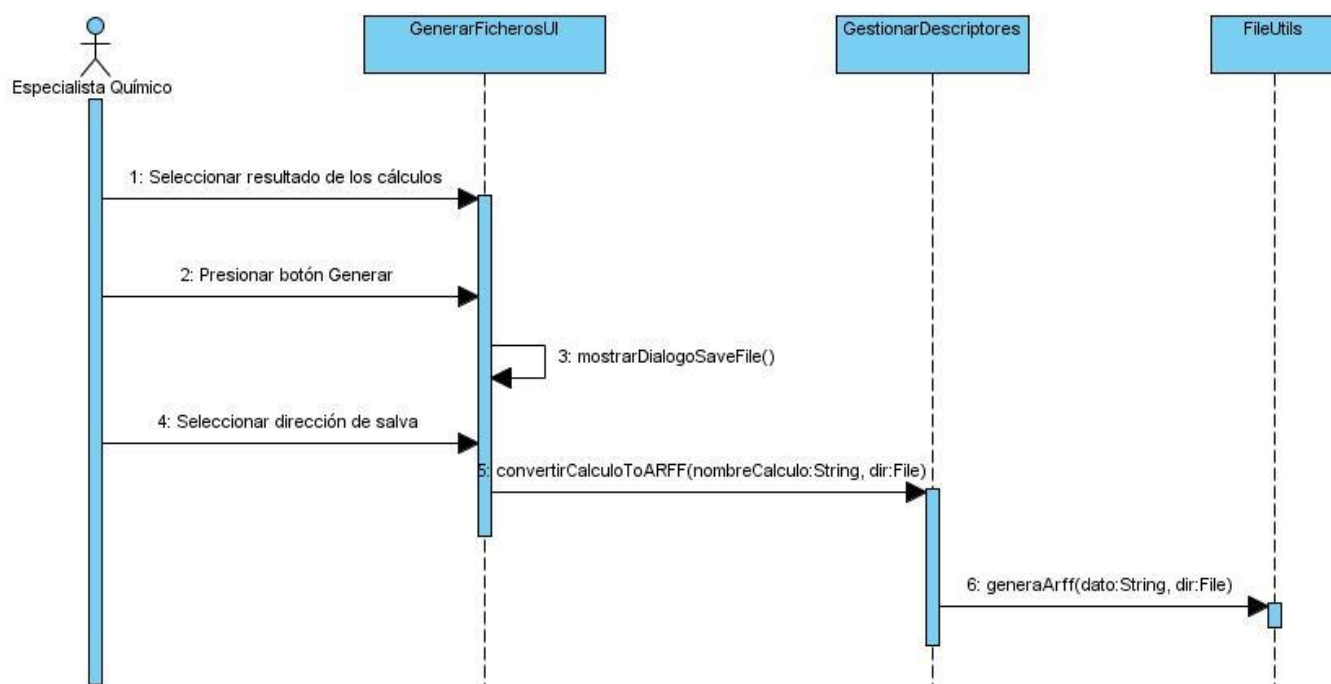 GenerarFicherosUI
GestionarDescriptores
FileUtils
Especialista Químico
1: Seleccionar resultado de los cálculos
2: Presionar botón Generar
3: mostrarDialogoSaveFile()
4: Seleccionar dirección de salva
5: convertirCalculoToARFF(nombreCalculo:String, dir:File)
6: generaArff(dato:String, dir:File)